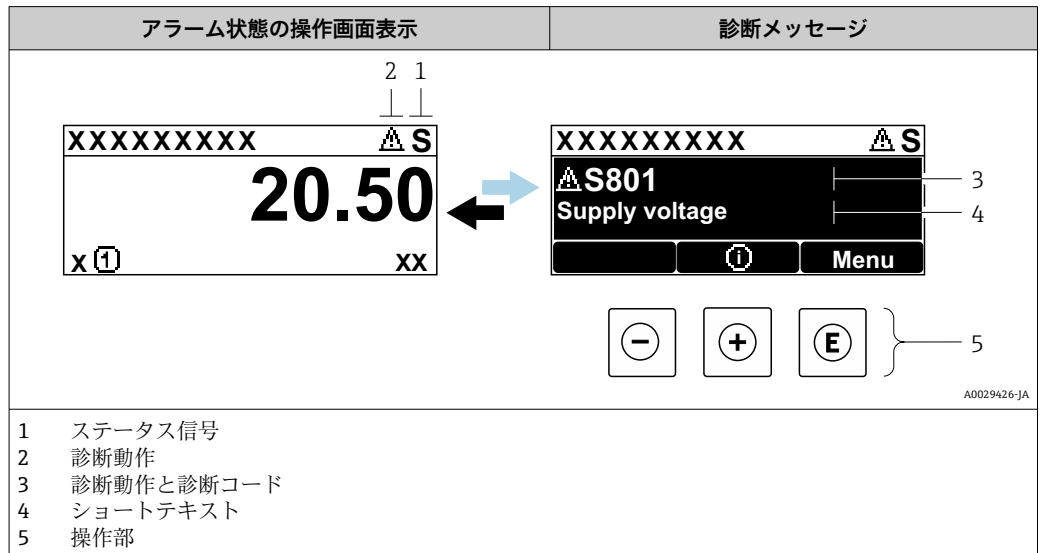 アラーム状態の操作画面表示 診断メッセージ
2 1
XXXXXXXXX ⚠ S
20.50
X ① XX
XXXXXXXXX ⚠ S
⚠S801
3
Supply voltage
4
ⓘ Menu
− + E
5
A0029426-JA
1 ステータス信号
2 診断動作
3 診断動作と診断コード
4 ショートテキスト
5 操作部